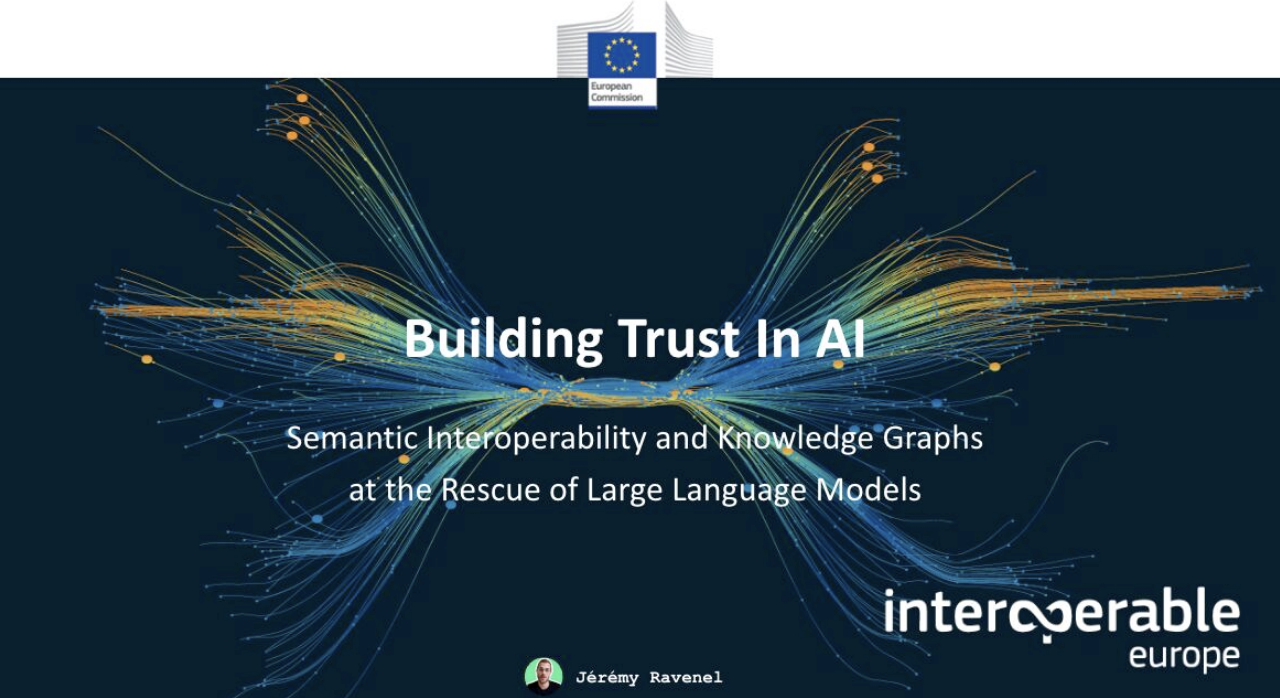 European
Commission
Building Trust In AI
Semantic Interoperability and Knowledge Graphs
at the Rescue of Large Language Models
interoperable
europe
Jérémy Ravenel